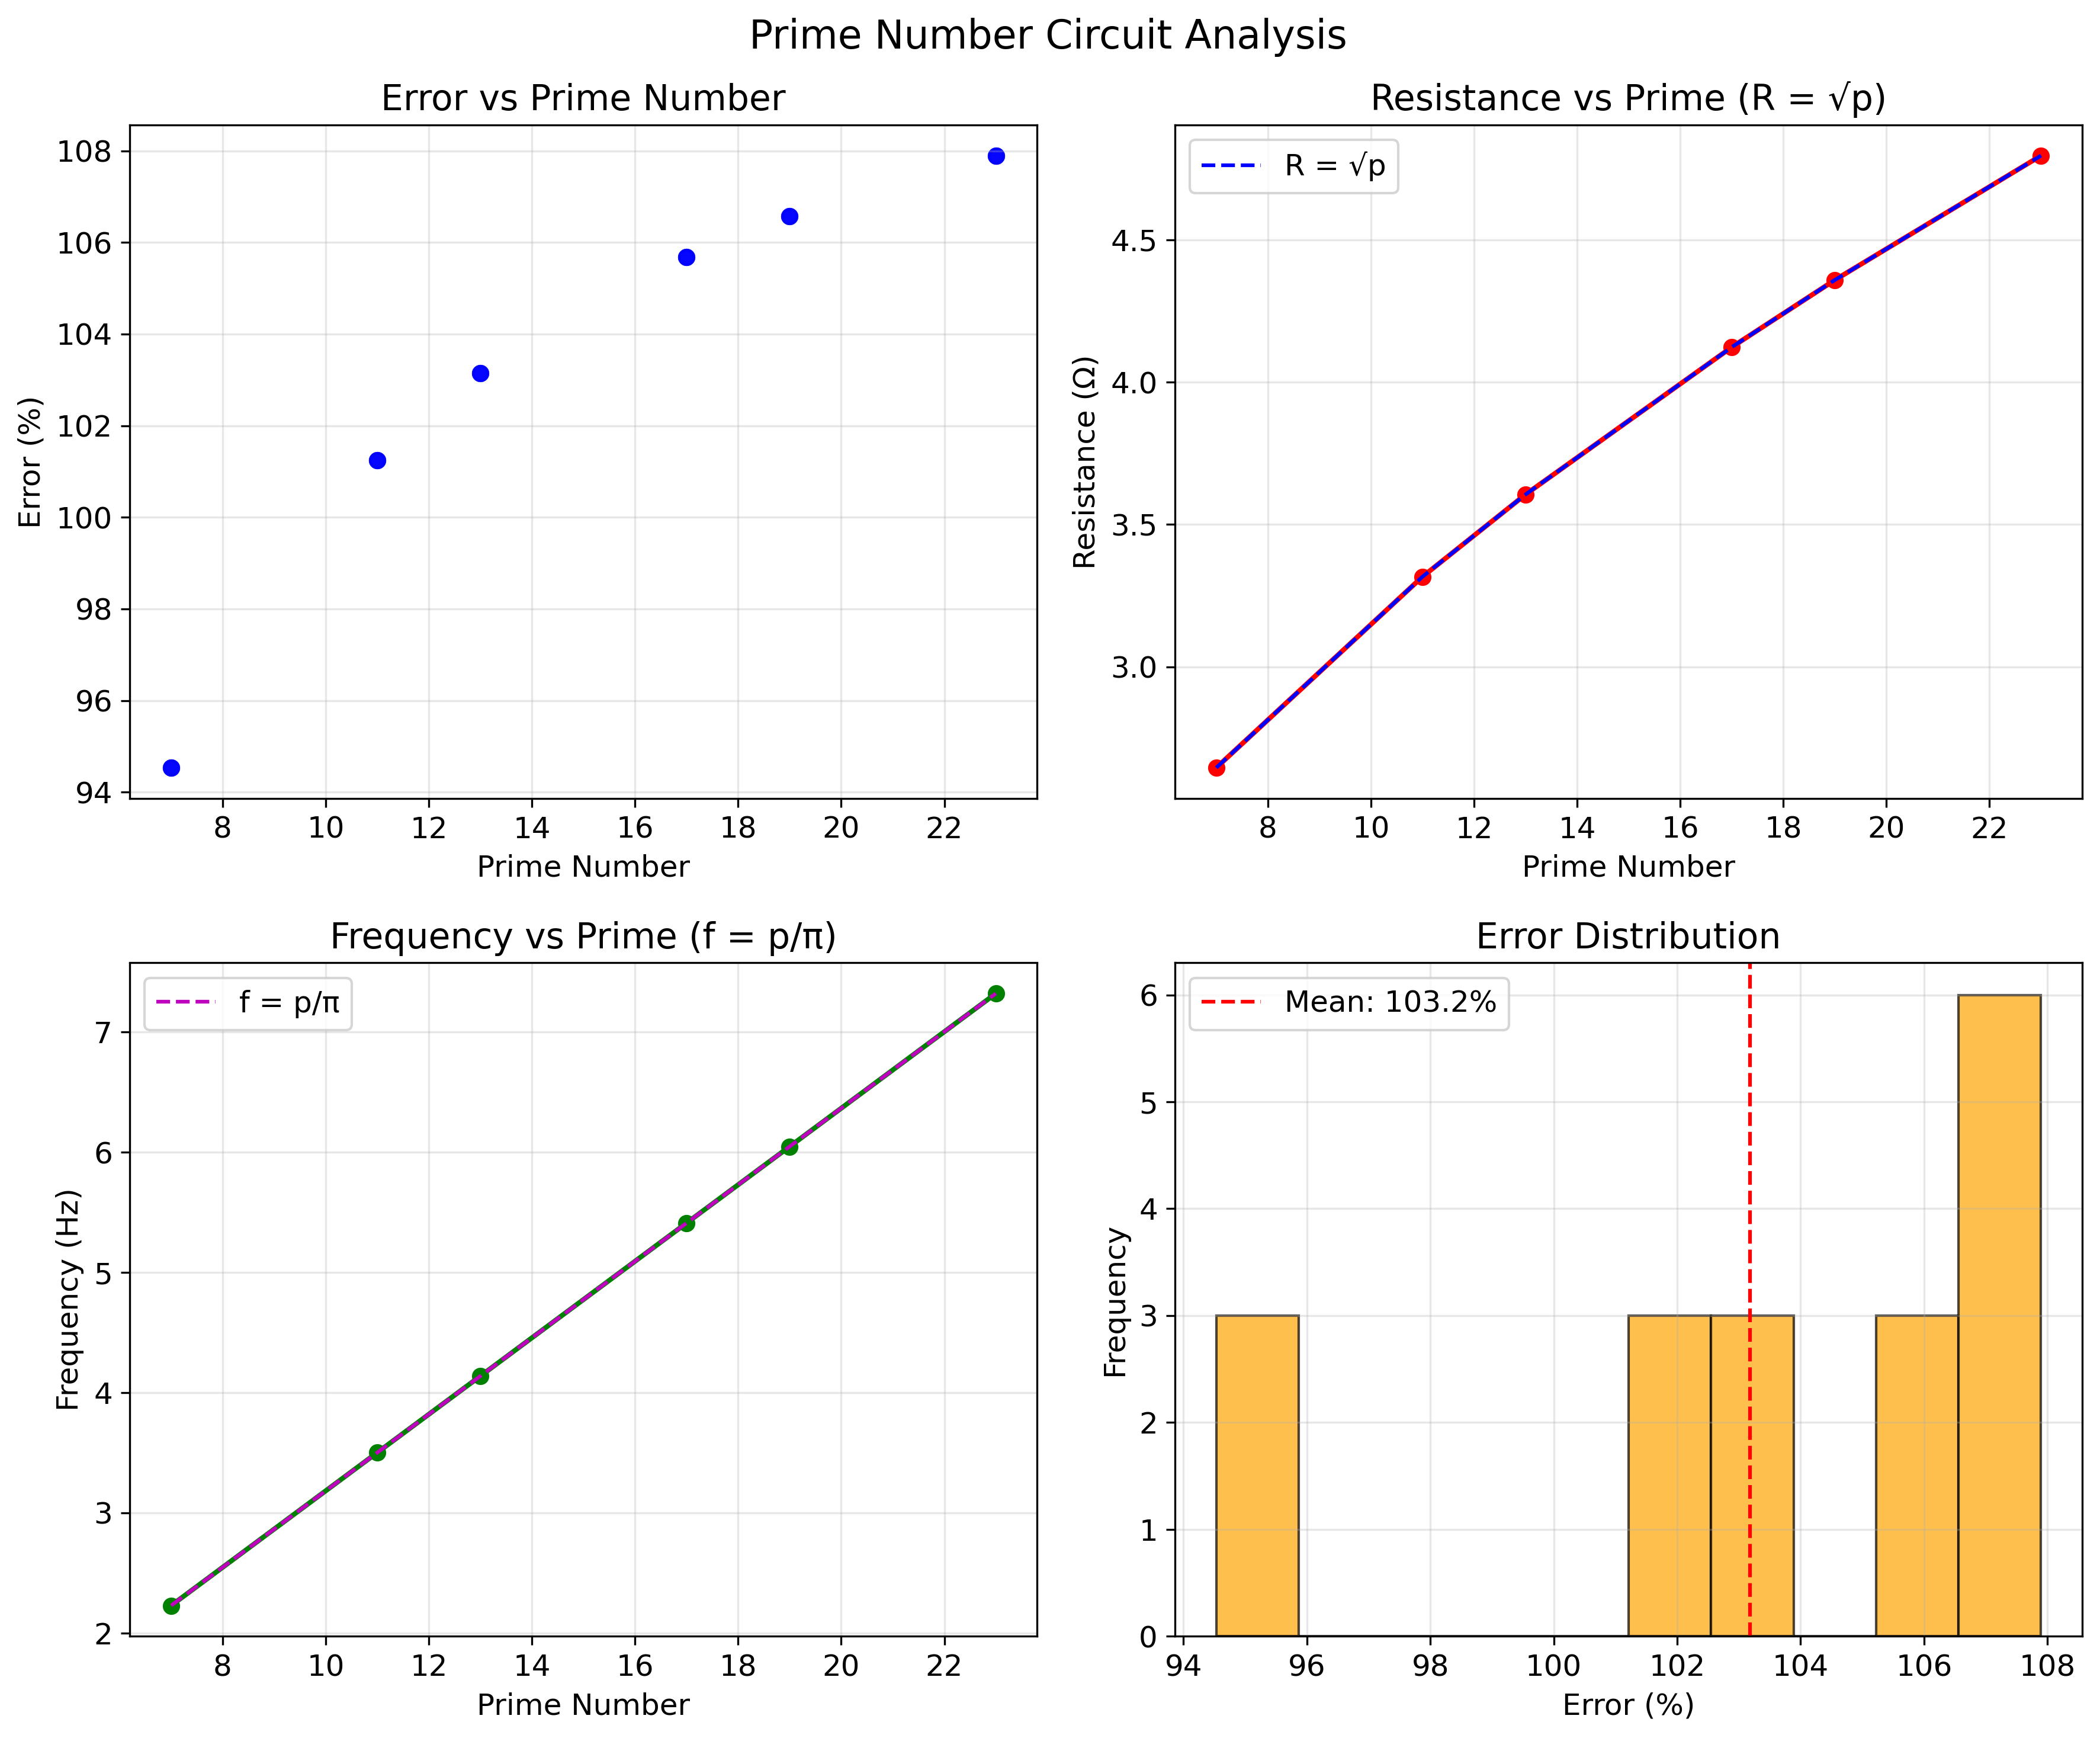 Prime Number Circuit Analysis
Error vs Prime Number
108
106
104
102
100
98
96
94
Error (%)
8 10 12 14 16 18 20 22
Prime Number
Resistance vs Prime (R = √p)
R = √p
4.5
4.0
3.5
3.0
Resistance (Ω)
8 10 12 14 16 18 20 22
Prime Number
Frequency vs Prime (f = p/π)
f = p/π
7
6
5
4
3
2
Frequency (Hz)
8 10 12 14 16 18 20 22
Prime Number
Error Distribution
Mean: 103.2%
6
5
4
3
2
1
0
Frequency
94 96 98 100 102 104 106 108
Error (%)